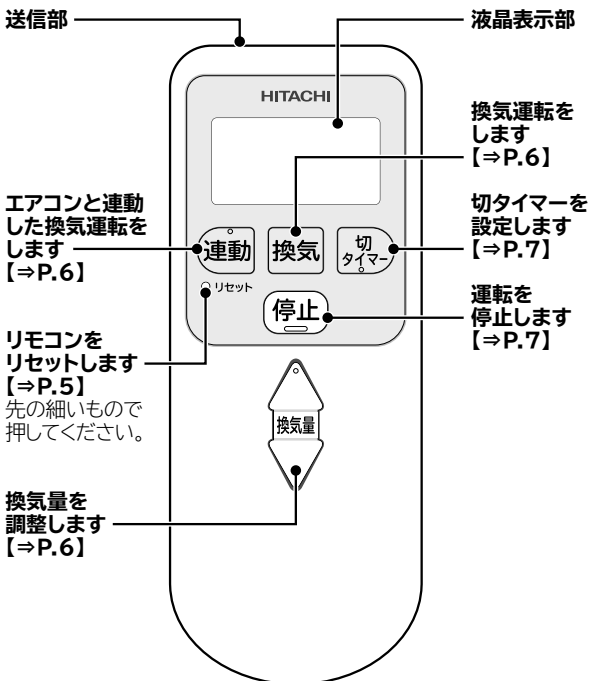 送信部
液晶表示部
HITACHI
換気運転を
します
【⇒P.6】
エアコンと連動
した換気運転を
します
【⇒P.6】
切タイマーを
設定します
【⇒P.7】
連動
換気
切
タイマー
リセット
停止
運転を
停止します
【⇒P.7】
リモコンを
リセットします
【⇒P.5】
先の細いもので
押してください。
換気量
換気量を
調整します
【⇒P.6】